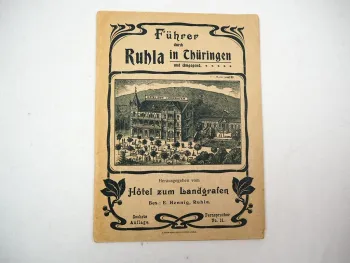 Führer
durch
Ruhla in Thüringen
und Umgegend.
Herausgegeben vom
Hôtel zum Landgrafen
Bes.: E. Hennig, Ruhla.
Sechste Auflage.
Fernsprecher No. 11.